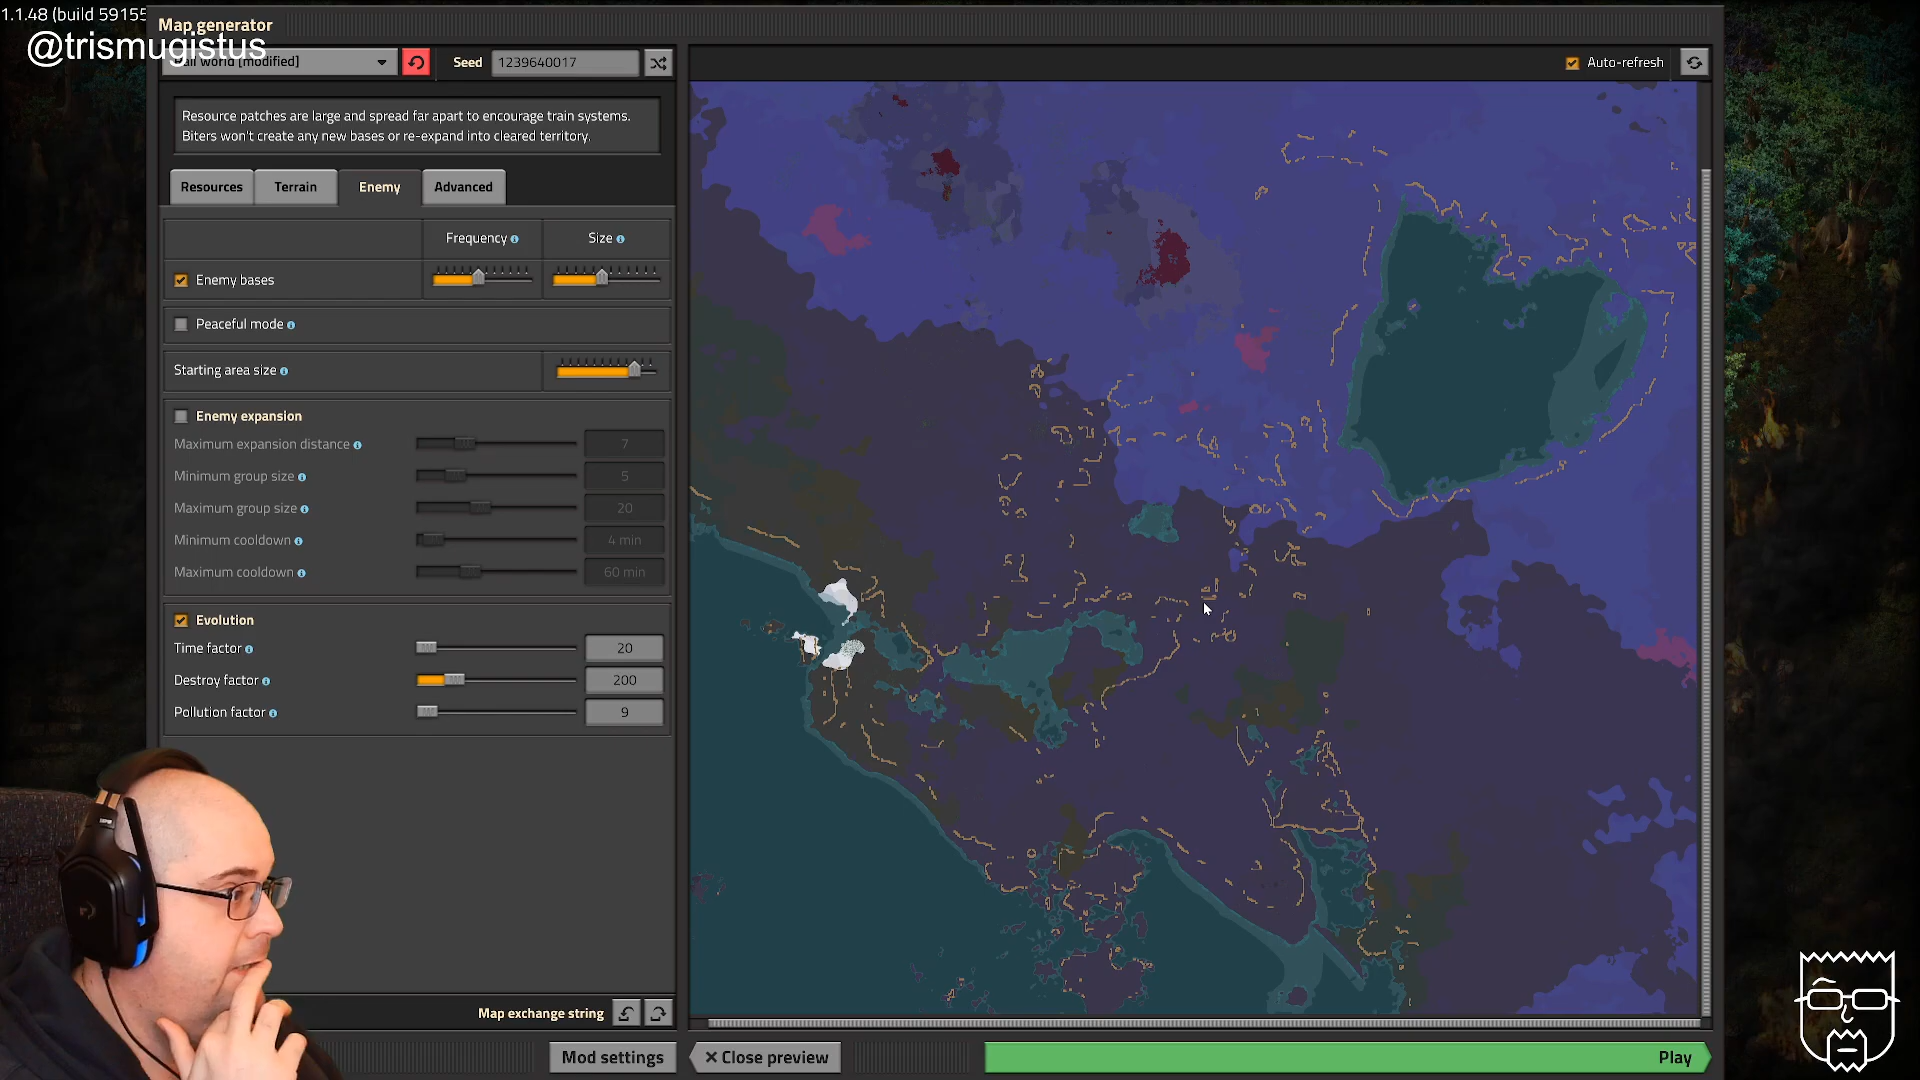 1.1.48 (build 59155
Map generator
@trismugistus
world [modified]
Seed
1239640017
Auto-refresh
Resource patches are large and spread far apart to encourage train systems.
Biters won't create any new bases or re-expand into cleared territory.
Resources
Terrain
Enemy
Advanced
Frequency
Size
Enemy bases
Peaceful mode
Starting area size
Enemy expansion
Maximum expansion distance
7
Minimum group size
5
Maximum group size
20
Minimum cooldown
4 min
Maximum cooldown
60 min
Evolution
Time factor
20
Destroy factor
200
Pollution factor
9
Map exchange string
Mod settings
× Close preview
Play